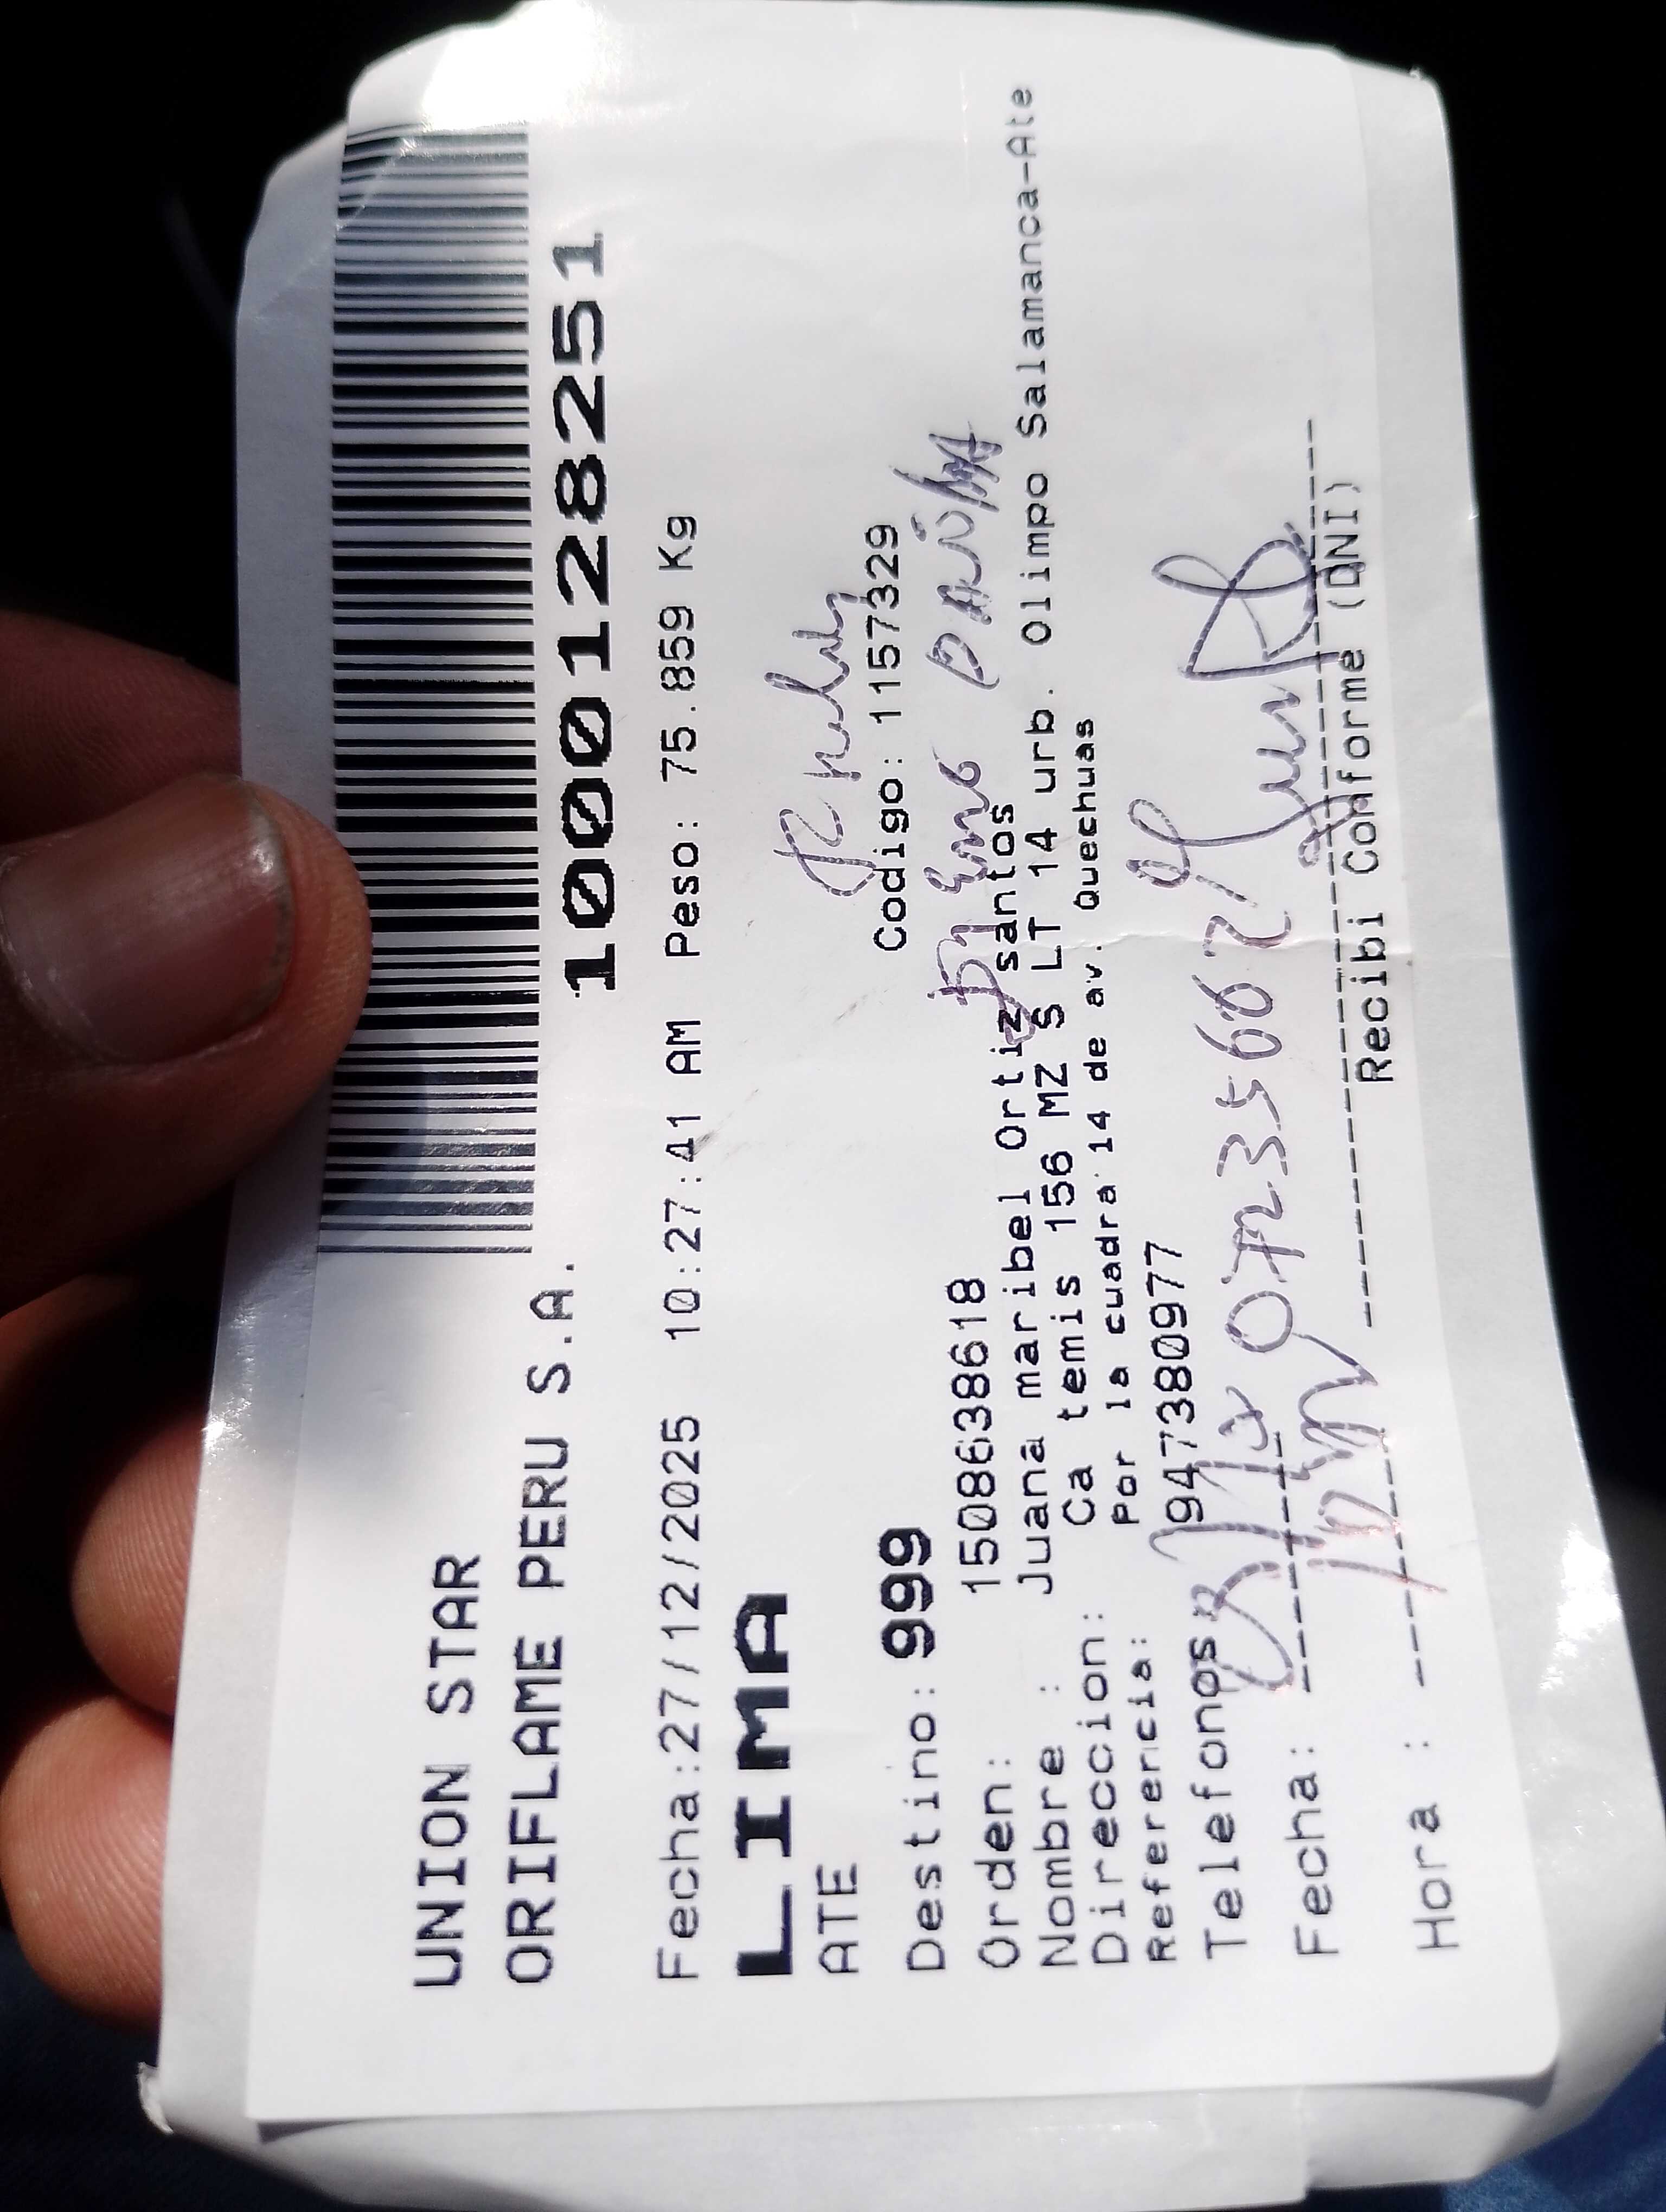 UNION STAR
ORIFLAME PERU S.A.
1000128251
Fecha:27/12/2025 10:27:41 AM Peso: 75.859 Kg
LIMA
ATE
Destino: 999 Codigo: 1157329
Orden: 15086386​18
Nombre : Juana maribel Ortiz santos
Direccion: Ca temis 156 MZ S LT 14 urb. Olimpo Salamanca-Ate
Referencia: Por la cuadra 14 de av. Quechuas
Telefonos: 947380977
Fecha:
Hora :
Recibi Conforme (DNI)